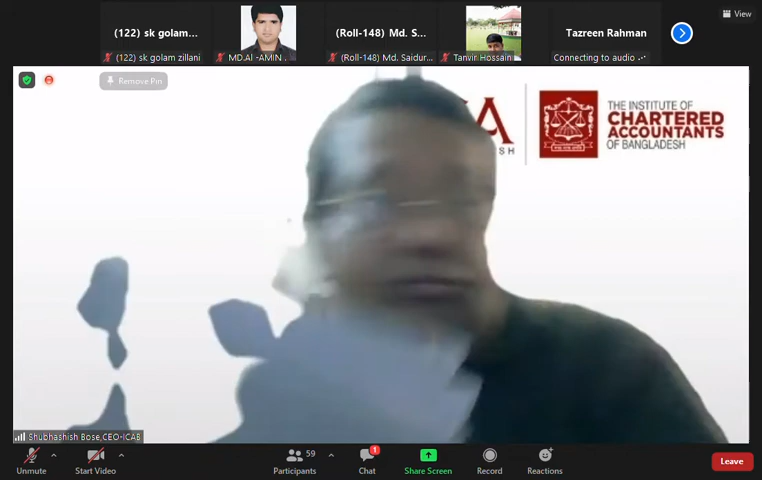 View
(122) sk golam...
(Roll-148) Md. S...
Tazreen Rahman
(122) sk golam zillani
MD.Al -AMIN .
(Roll-148) Md. Saidur...
Tanvir Hossain
Connecting to audio ...
Remove Pin
A
SH
THE INSTITUTE OF
CHARTERED
ACCOUNTANTS
OF BANGLADESH
Shubhashish Bose,CEO-ICAB
59
1
Unmute
Start Video
Participants
Chat
Share Screen
Record
Reactions
Leave